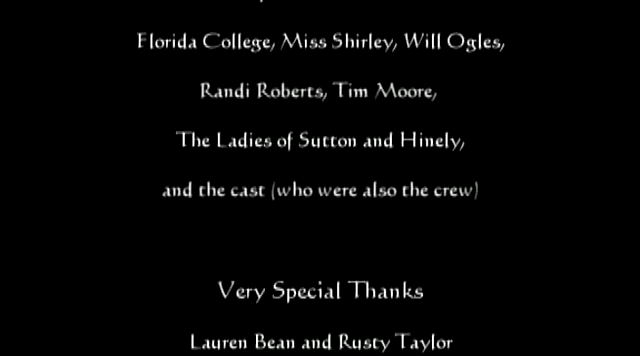 Florida College, Miss Shirley, Will Ogles,
Randi Roberts, Tim Moore,
The Ladies of Sutton and Hinely,
and the cast (who were also the crew)
Very Special Thanks
Lauren Bean and Rusty Taylor